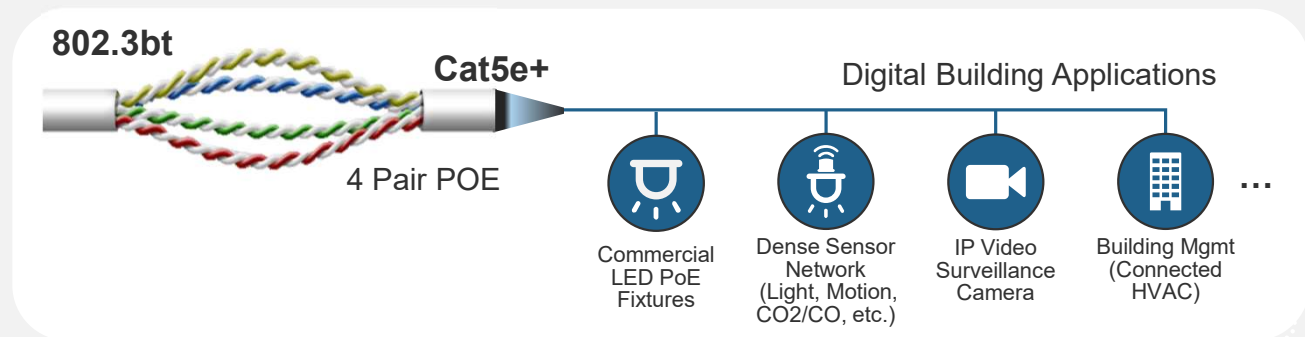 802.3bt
Cat5e+
4 Pair POE
Digital Building Applications
Commercial
LED PoE
Fixtures
Dense Sensor
Network
(Light, Motion,
CO2/CO, etc.)
IP Video
Surveillance
Camera
Building Mgmt
(Connected
HVAC)
...